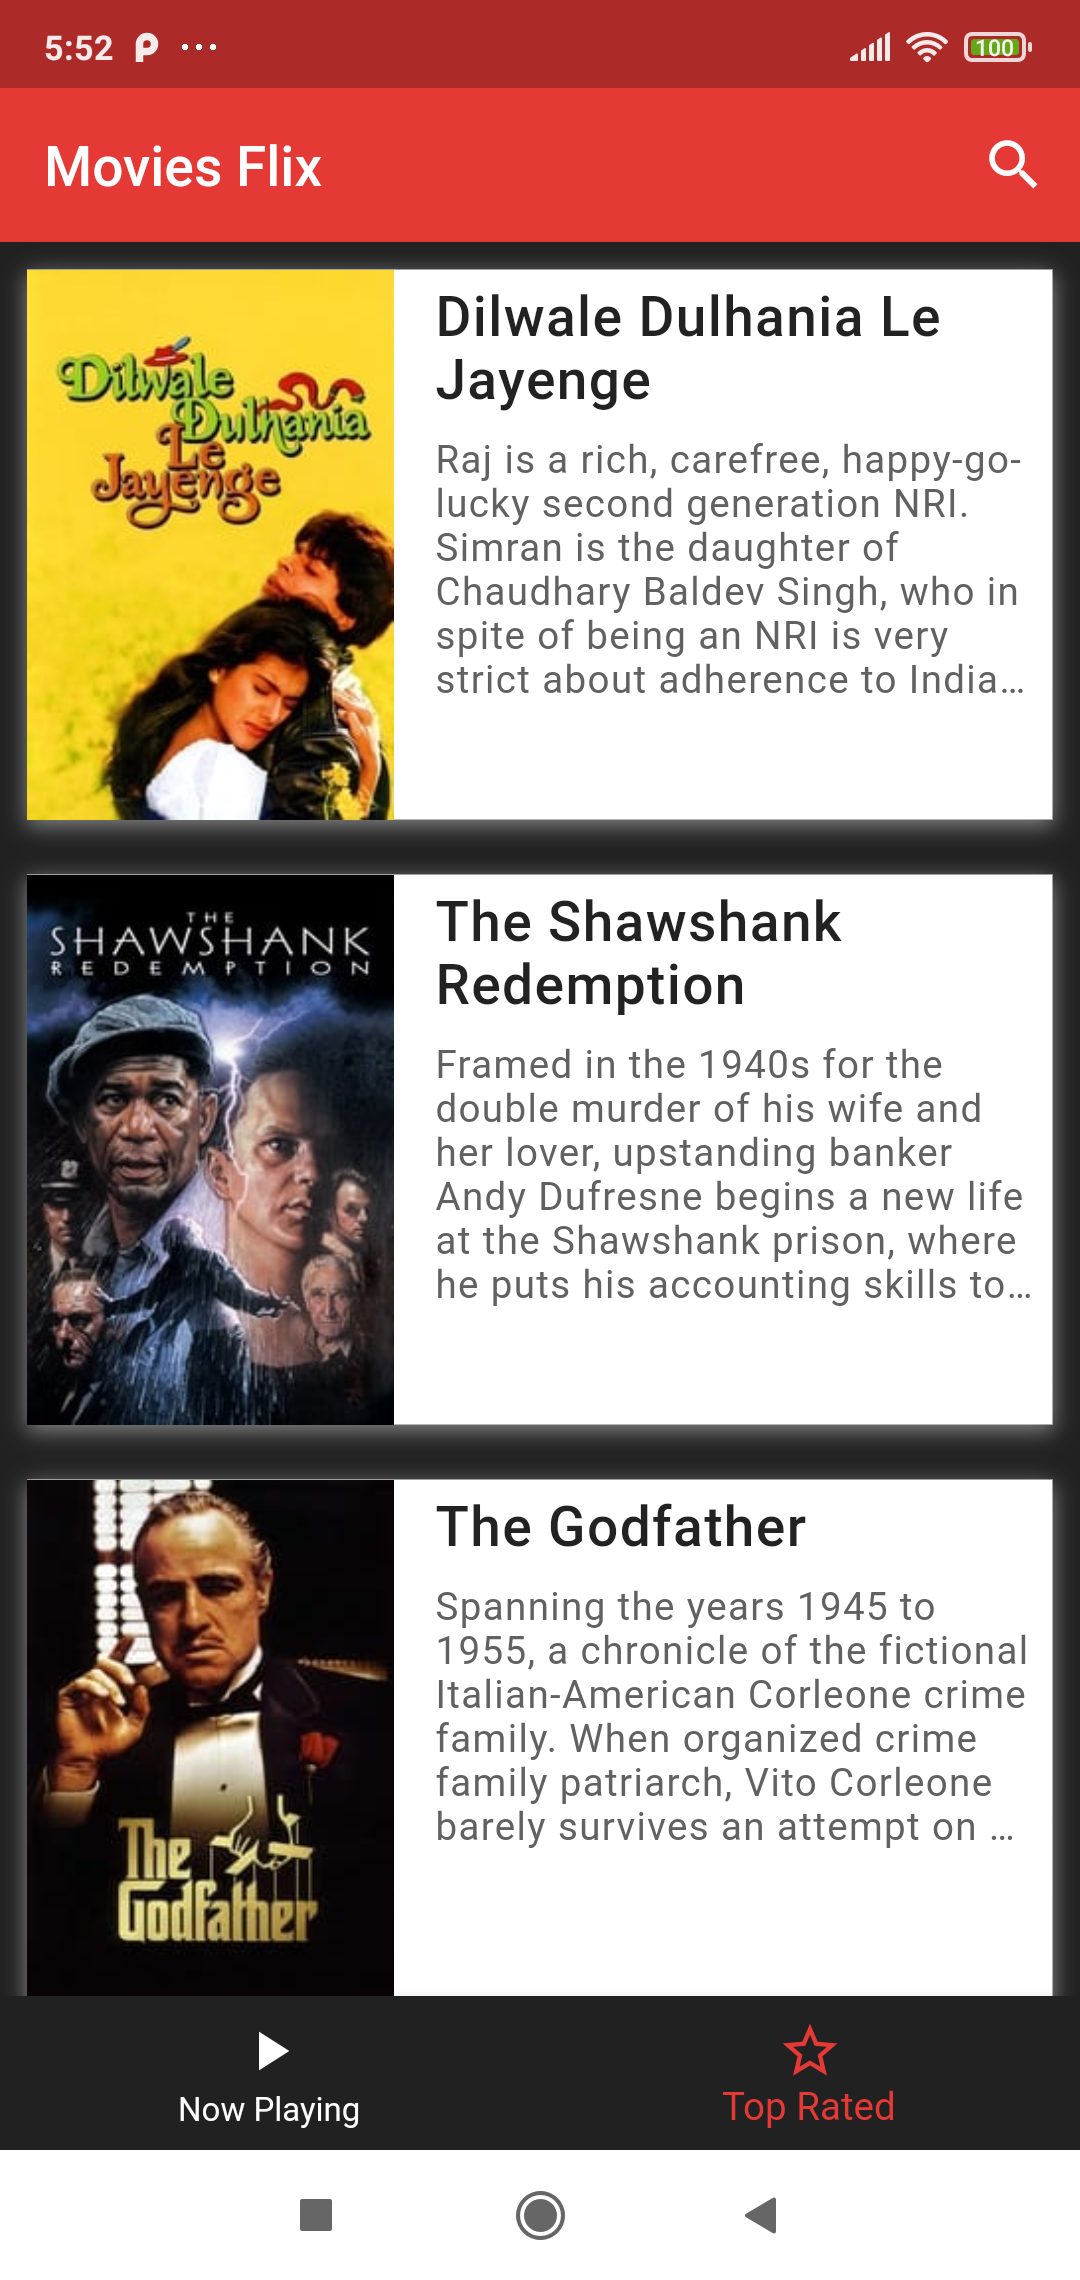 5:52
100
Movies Flix
Dilwale
Dulhania
Le
Jayenge
Dilwale Dulhania Le
Jayenge
Raj is a rich, carefree, happy-go-
lucky second generation NRI.
Simran is the daughter of
Chaudhary Baldev Singh, who in
spite of being an NRI is very
strict about adherence to India…
THE
SHAWSHANK
REDEMPTION
The Shawshank
Redemption
Framed in the 1940s for the
double murder of his wife and
her lover, upstanding banker
Andy Dufresne begins a new life
at the Shawshank prison, where
he puts his accounting skills to…
The
Godfather
The Godfather
Spanning the years 1945 to
1955, a chronicle of the fictional
Italian-American Corleone crime
family. When organized crime
family patriarch, Vito Corleone
barely survives an attempt on …
Now Playing
Top Rated